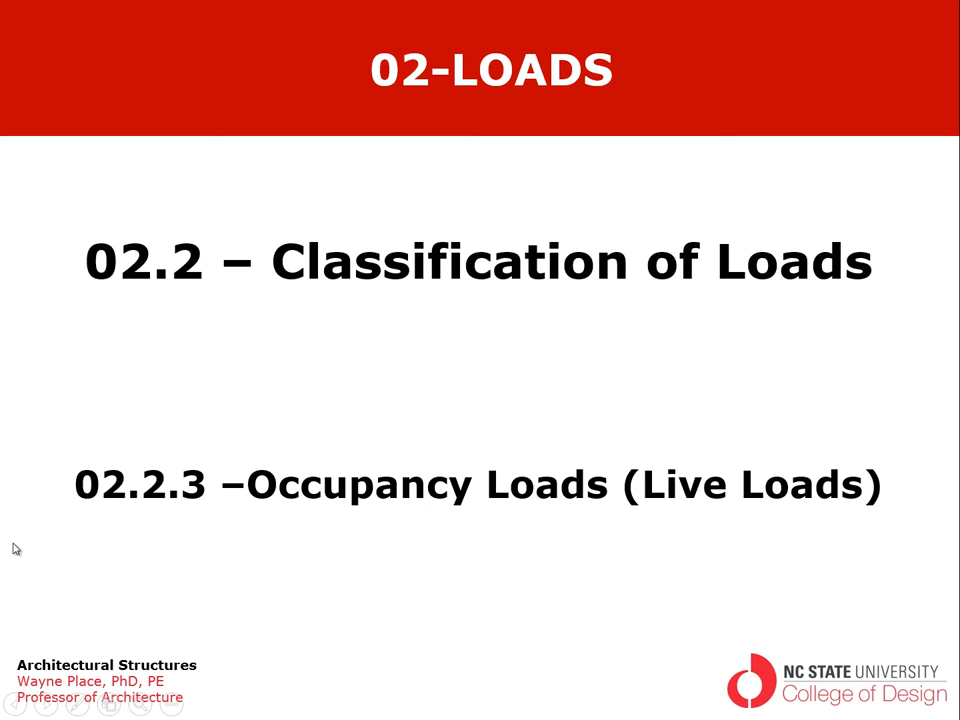 02-LOADS
02.2 – Classification of Loads
02.2.3 –Occupancy Loads (Live Loads)
Architectural Structures
Wayne Place, PhD, PE
Professor of Architecture
NC STATE UNIVERSITY
College of Design